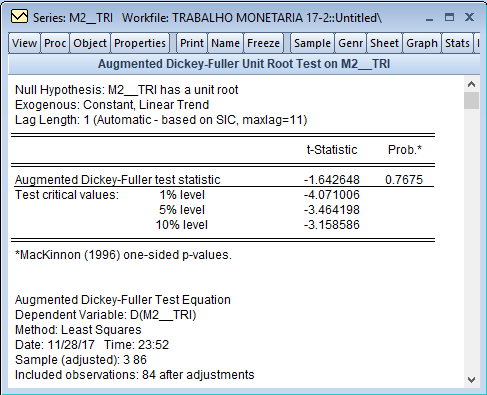 Series: M2__TRI   Workfile: TRABALHO MONETARIA 17-2::Untitled\
View Proc Object Properties Print Name Freeze Sample Genr Sheet Graph Stats
Augmented Dickey-Fuller Unit Root Test on M2__TRI
Null Hypothesis: M2__TRI has a unit root
Exogenous: Constant, Linear Trend
Lag Length: 1 (Automatic - based on SIC, maxlag=11)
t-Statistic Prob.*
Augmented Dickey-Fuller test statistic -1.642648 0.7675
Test critical values: 1% level -4.071006
5% level -3.464198
10% level -3.158586
*MacKinnon (1996) one-sided p-values.
Augmented Dickey-Fuller Test Equation
Dependent Variable: D(M2__TRI)
Method: Least Squares
Date: 11/28/17   Time: 23:52
Sample (adjusted): 3 86
Included observations: 84 after adjustments